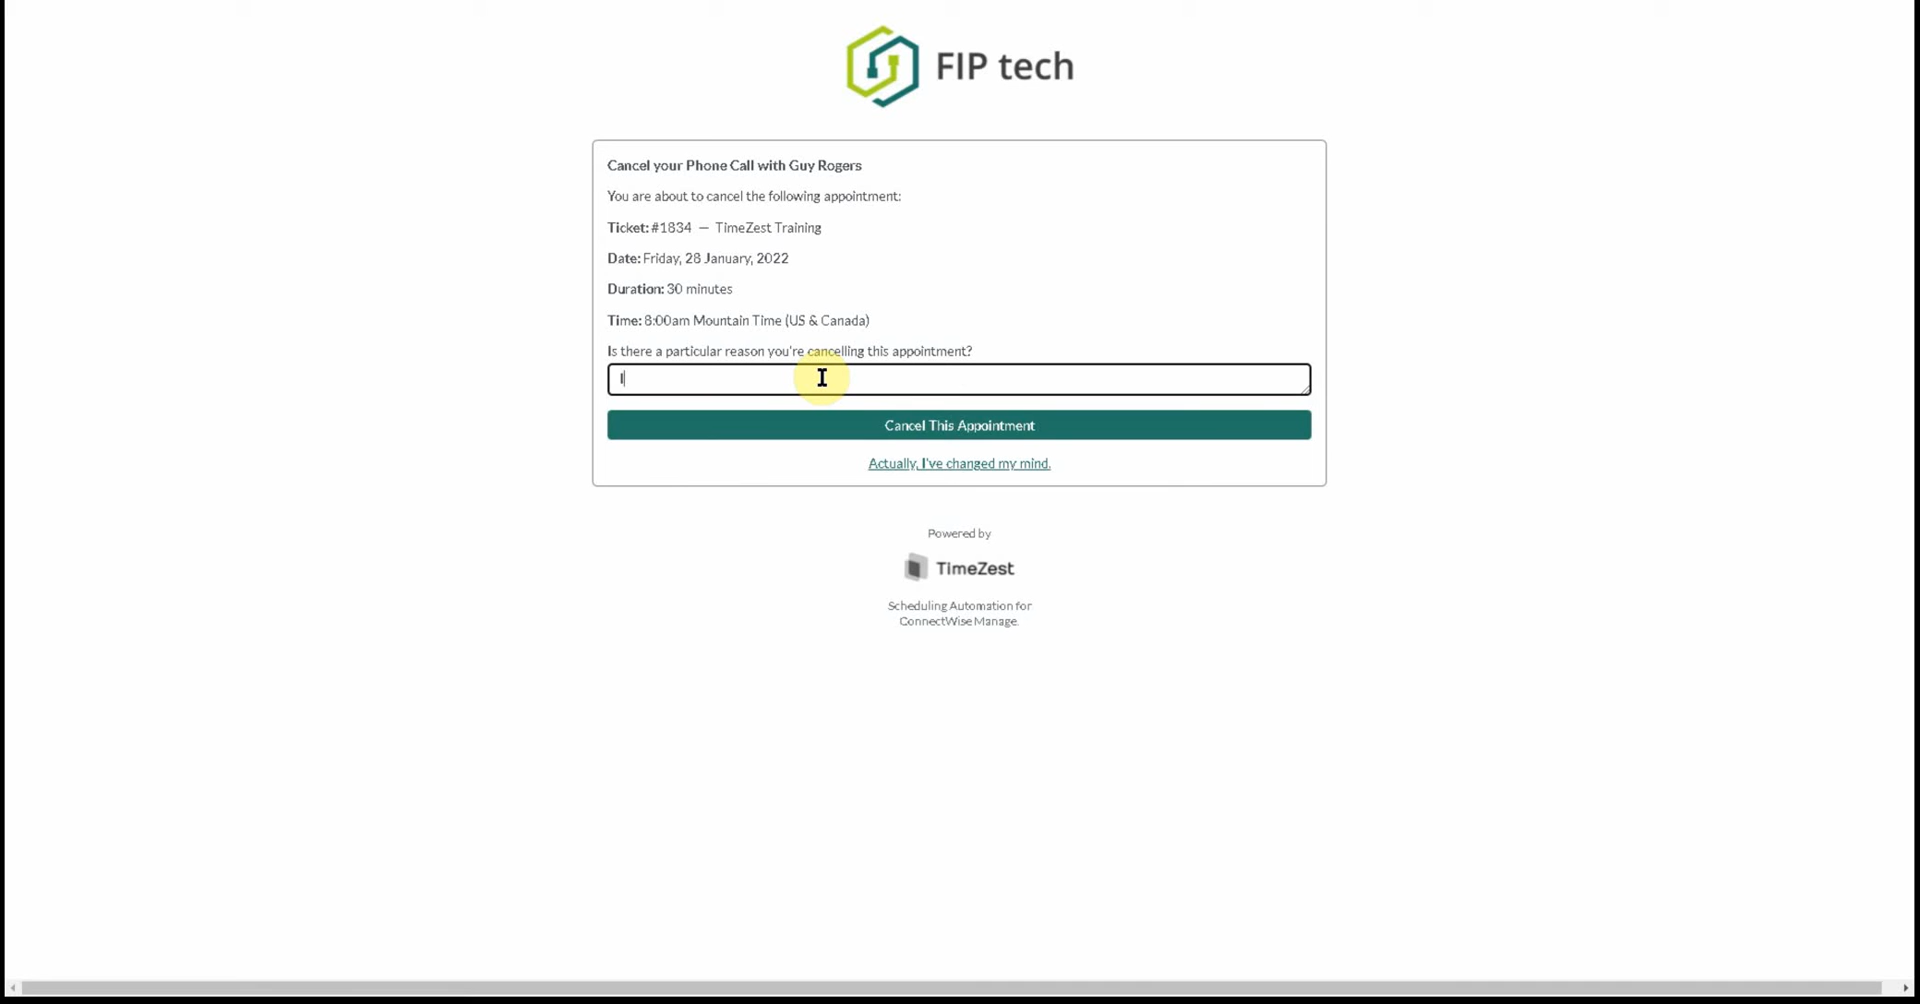 FIP tech
Cancel your Phone Call with Guy Rogers
You are about to cancel the following appointment:
Ticket: #1834 — TimeZest Training
Date: Friday, 28 January, 2022
Duration: 30 minutes
Time: 8:00am Mountain Time (US & Canada)
Is there a particular reason you're cancelling this appointment?
I
Cancel This Appointment
Actually, I've changed my mind.
Powered by
TimeZest
Scheduling Automation for
ConnectWise Manage.